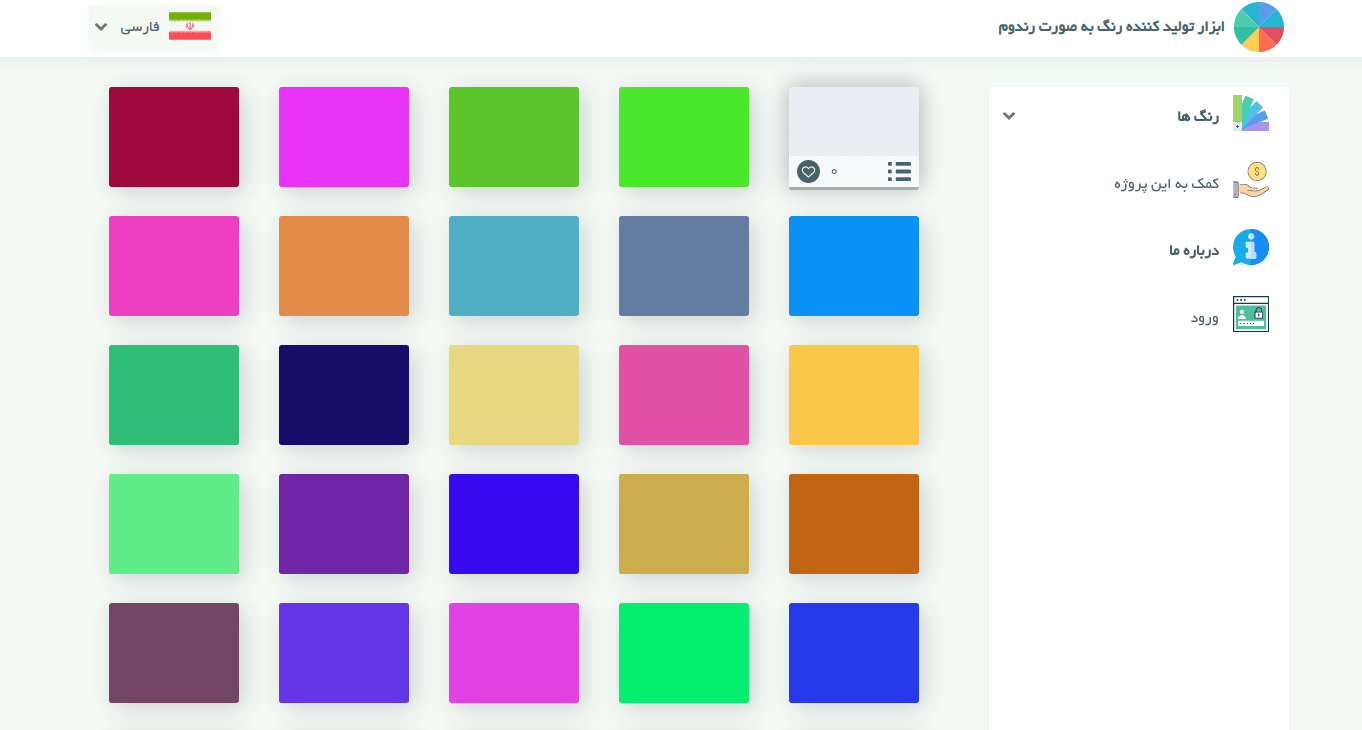 ابزار تولید کننده رنگ به صورت رندوم
فارسی
رنگ ها
کمک به این پروژه
درباره ما
ورود
۰